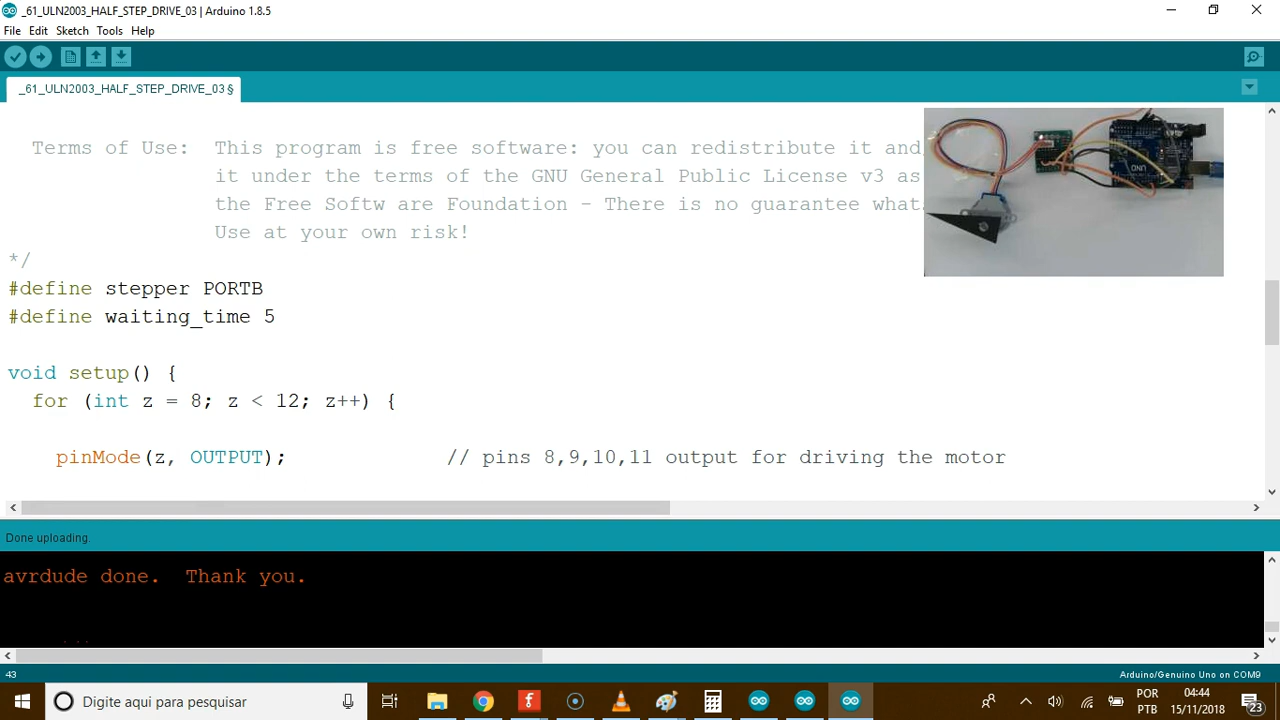 _61_ULN2003_HALF_STEP_DRIVE_03 | Arduino 1.8.5
File Edit Sketch Tools Help
_61_ULN2003_HALF_STEP_DRIVE_03 §
Terms of Use: This program is free software: you can redistribute it and
it under the terms of the GNU General Public License v3 as
the Free Softw are Foundation - There is no guarantee what
Use at your own risk!
*/
#define stepper PORTB
#define waiting_time 5
void setup() {
for (int z = 8; z < 12; z++) {
pinMode(z, OUTPUT); // pins 8,9,10,11 output for driving the motor
UNO
Done uploading.
avrdude done. Thank you.
43
Arduino/Genuino Uno on COM9
Digite aqui para pesquisar
POR
PTB
04:44
15/11/2018
23